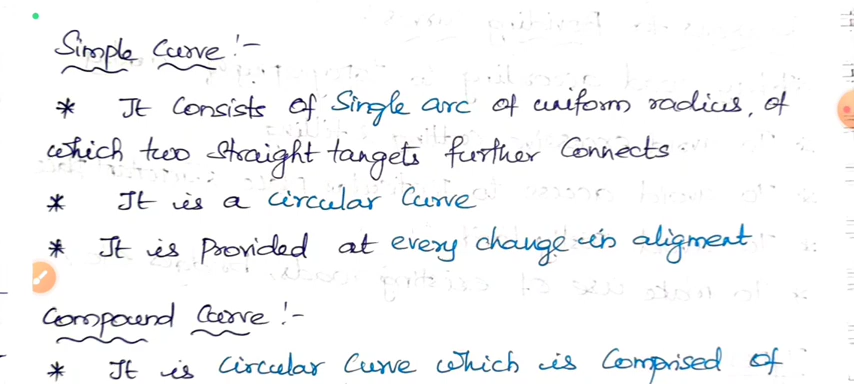 Simple Curve :-
* It Consists of Single arc of uniform radius, of
which two straight tangets further Connects.
* It is a circular Curve
* It is Provided at every change in aligment
Compound Curve :-
* It is Circular Curve which is Comprised of